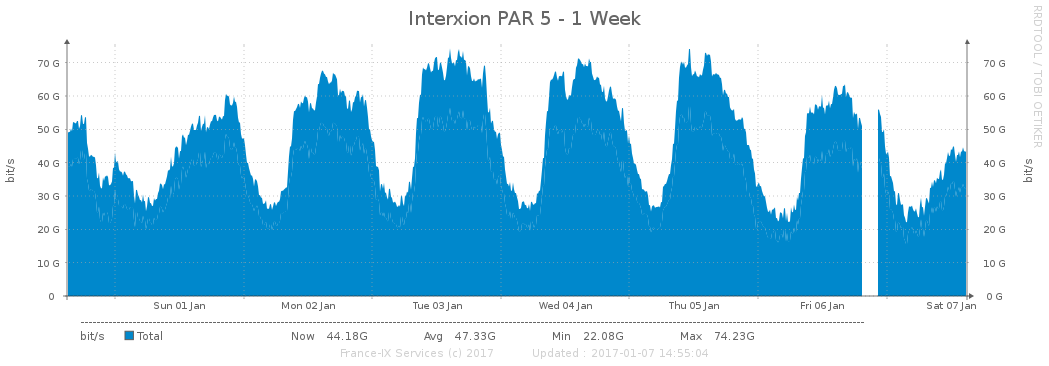 Interxion PAR 5 - 1 Week
RRDTOOL / TOBI OETIKER
bit/s
70 G
60 G
50 G
40 G
30 G
20 G
10 G
0
70 G
60 G
50 G
40 G
30 G
20 G
10 G
0 G
bit/s
Sun 01 Jan Mon 02 Jan Tue 03 Jan Wed 04 Jan Thu 05 Jan Fri 06 Jan Sat 07 Jan
bit/s Total Now 44.18G Avg 47.33G Min 22.08G Max 74.23G
France-IX Services (c) 2017 Updated : 2017-01-07 14:55:04